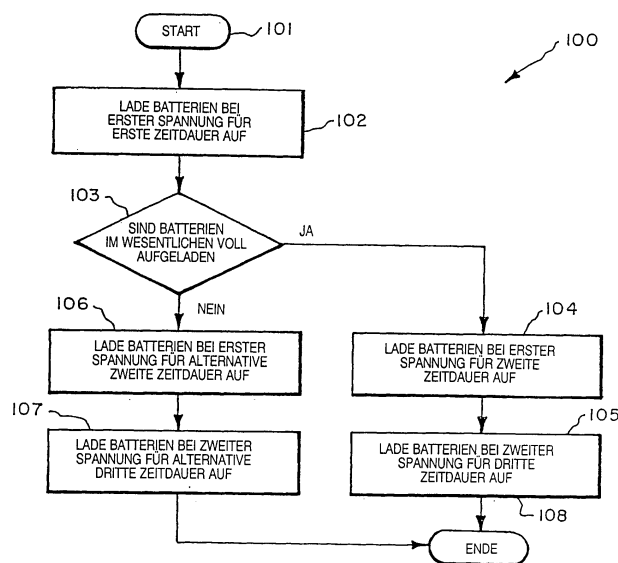 START
101
100
LADE BATTERIEN BEI
ERSTER SPANNUNG FÜR
ERSTE ZEITDAUER AUF
102
103
SIND BATTERIEN
IM WESENTLICHEN VOLL
AUFGELADEN
JA
NEIN
106
LADE BATTERIEN BEI ERSTER
SPANNUNG FÜR ALTERNATIVE
ZWEITE ZEITDAUER AUF
104
LADE BATTERIEN BEI ERSTER
SPANNUNG FÜR ZWEITE
ZEITDAUER AUF
107
LADE BATTERIEN BEI ZWEITER
SPANNUNG FÜR ALTERNATIVE
DRITTE ZEITDAUER AUF
105
LADE BATTERIEN BEI ZWEITER
SPANNUNG FÜR DRITTE
ZEITDAUER AUF
108
ENDE